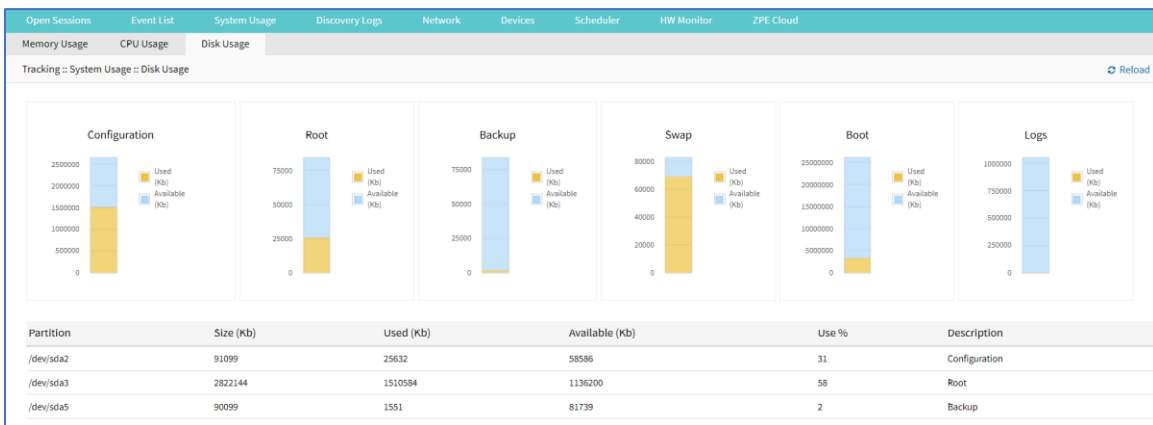 Open Sessions Event List System Usage Discovery Logs Network Devices Scheduler HW Monitor ZPE Cloud
Memory Usage CPU Usage Disk Usage
Tracking :: System Usage :: Disk Usage Reload
Configuration
2500000
2000000
1500000
1000000
500000
0
Used
(Kb)
Available
(Kb)
Root
75000
50000
25000
0
Used
(Kb)
Available
(Kb)
Backup
75000
50000
25000
0
Used
(Kb)
Available
(Kb)
Swap
80000
60000
40000
20000
0
Used
(Kb)
Available
(Kb)
Boot
25000000
20000000
15000000
10000000
5000000
0
Used
(Kb)
Available
(Kb)
Logs
1000000
750000
500000
250000
0
Used
(Kb)
Available
(Kb)
Partition Size (Kb) Used (Kb) Available (Kb) Use % Description
/dev/sda2 91099 25632 58586 31 Configuration
/dev/sda3 2822144 1510584 1136200 58 Root
/dev/sda5 90099 1551 81739 2 Backup